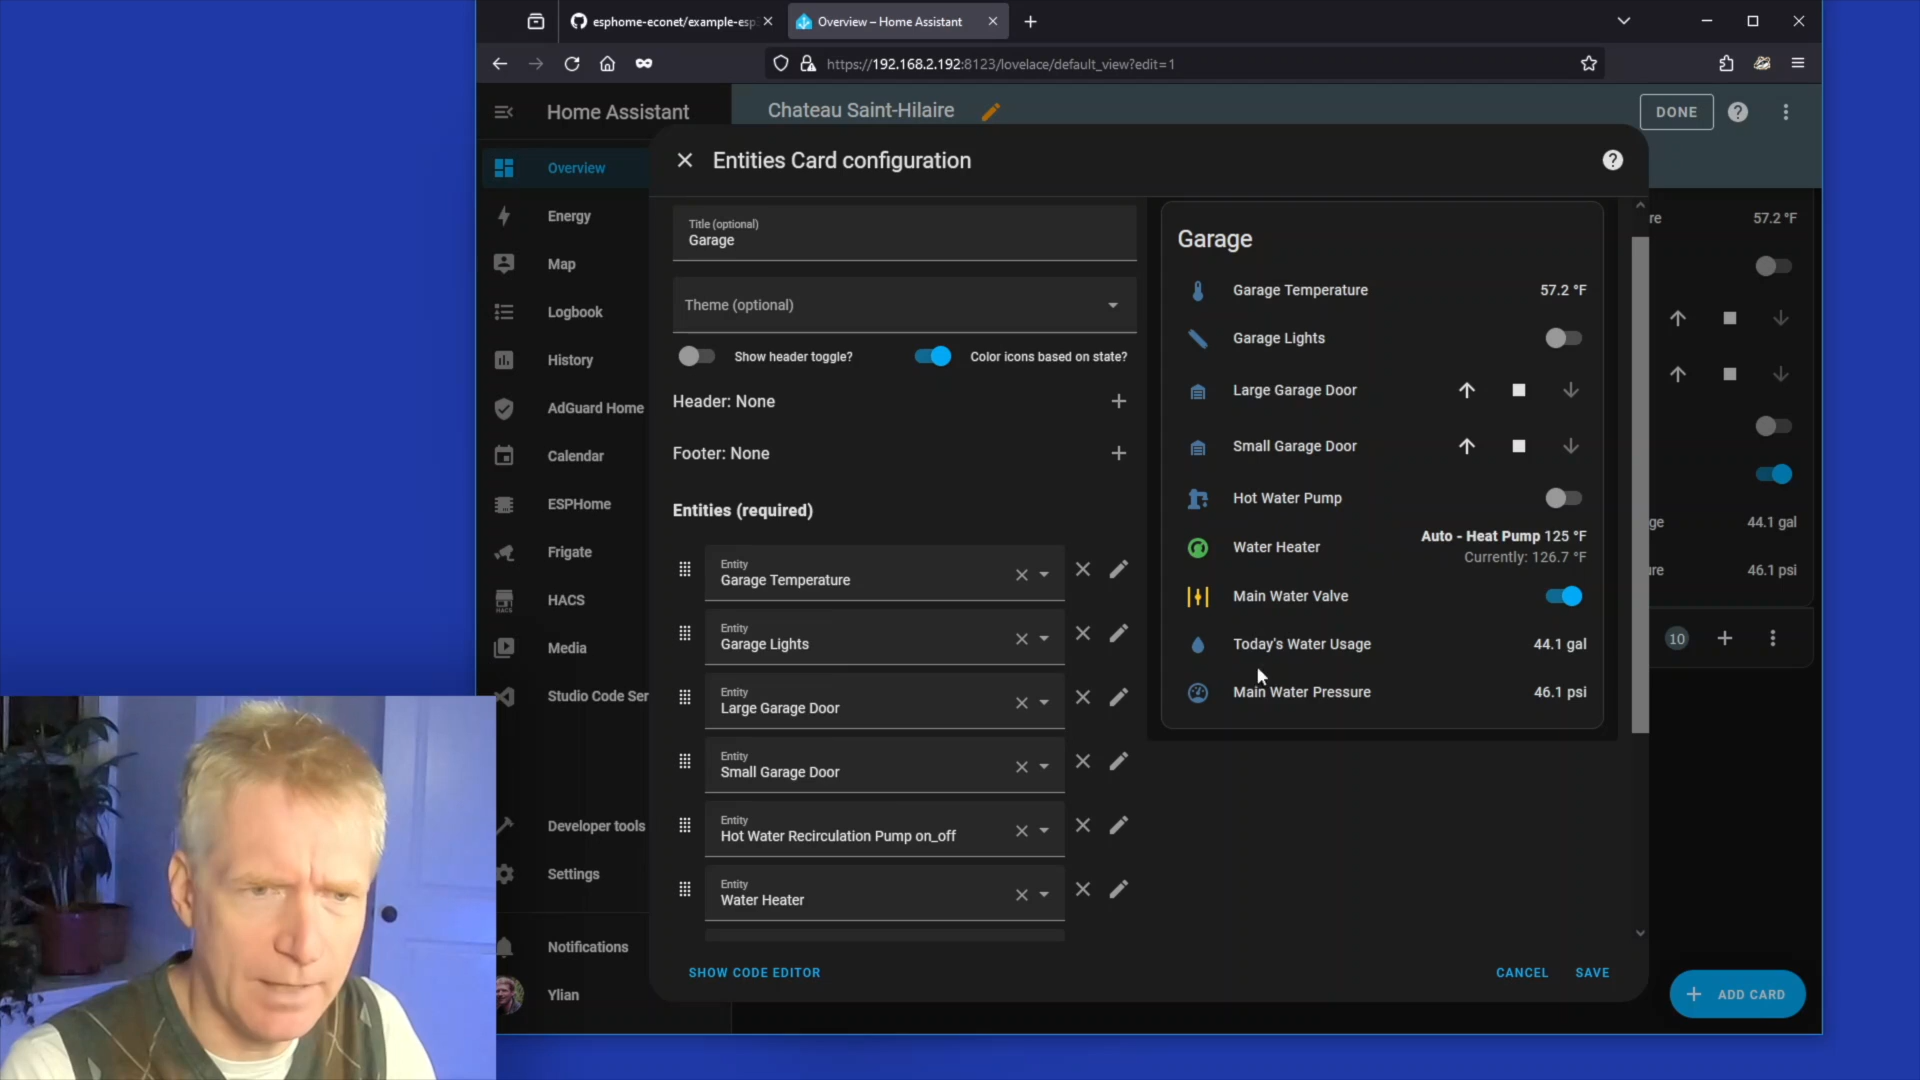 esphome-econet/example-esp
Overview – Home Assistant
https://192.168.2.192:8123/lovelace/default_view?edit=1
Home Assistant
Chateau Saint-Hilaire
DONE
Overview
Energy
Map
Logbook
History
AdGuard Home
Calendar
ESPHome
Frigate
HACS
HACS
Media
Studio Code Ser
Developer tools
Settings
Notifications
Ylian
Entities Card configuration
Title (optional)
Garage
Theme (optional)
Show header toggle?
Color icons based on state?
Header: None
Footer: None
Entities (required)
Entity
Garage Temperature
Entity
Garage Lights
Entity
Large Garage Door
Entity
Small Garage Door
Entity
Hot Water Recirculation Pump on_off
Entity
Water Heater
SHOW CODE EDITOR
CANCEL
SAVE
Garage
Garage Temperature 57.2 °F
Garage Lights
Large Garage Door
Small Garage Door
Hot Water Pump
Water Heater Auto - Heat Pump 125 °F
Currently: 126.7 °F
Main Water Valve
Today's Water Usage 44.1 gal
Main Water Pressure 46.1 psi
re 57.2 °F
ge 44.1 gal
re 46.1 psi
10
ADD CARD